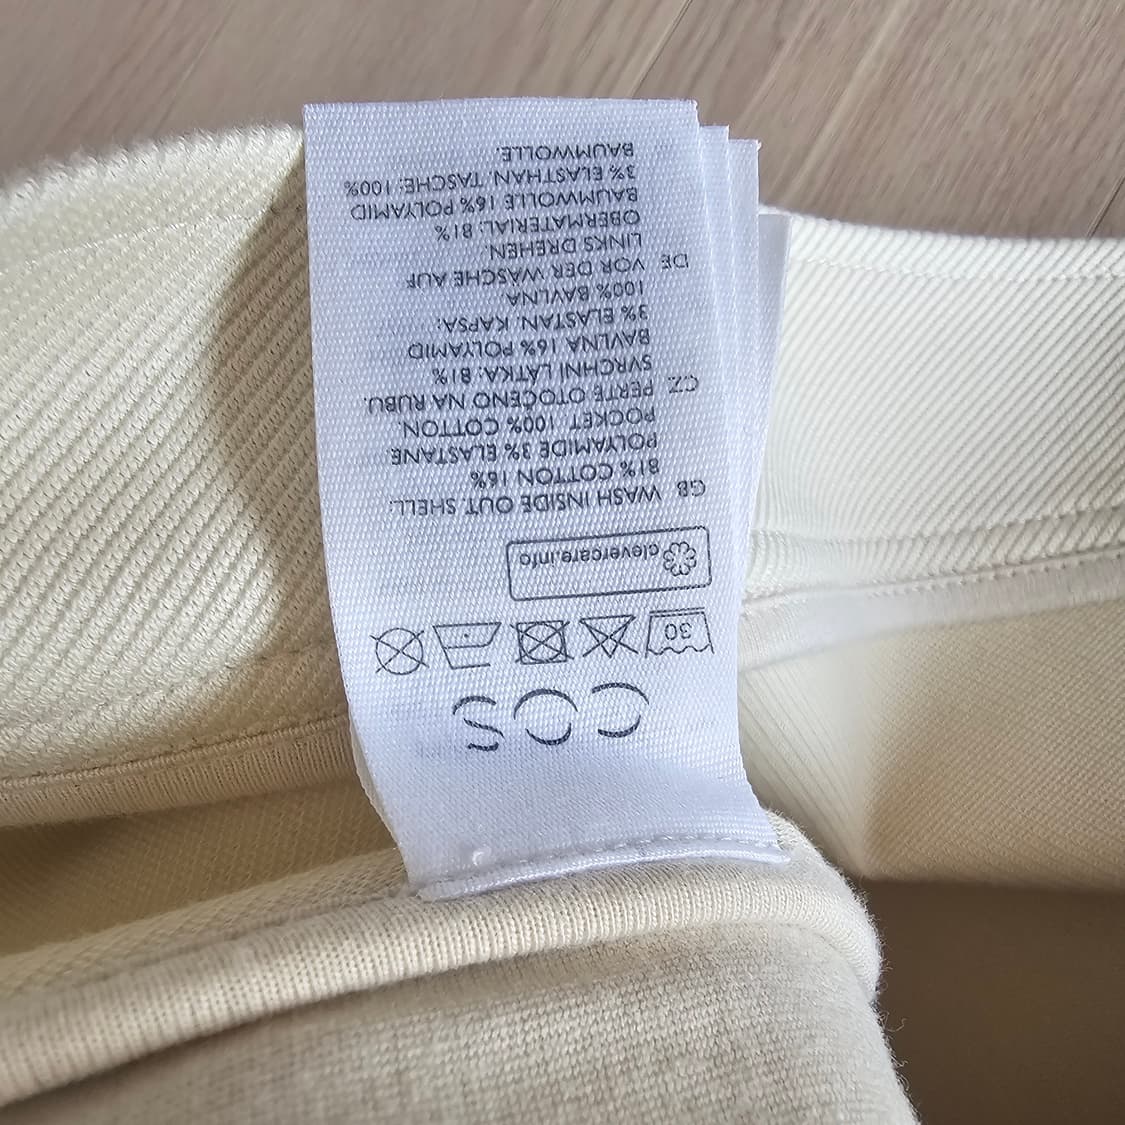 COS
30
clevercare.info
GB WASH INSIDE OUT. SHELL:
81% COTTON 16%
POLYAMIDE 3% ELASTANE
POCKET: 100% COTTON.
CZ PERTE OTOČENO NA RUBU.
SVRCHNI LÁTKA: 81%
BAVLNA 16% POLYAMID
3% ELASTAN. KAPSA:
100% BAVLNA
DE VOR DER WÄSCHE AUF
LINKS DREHEN.
OBERMATERIAL: 81%
BAUMWOLLE 16% POLYAMID
3% ELASTHAN. TASCHE: 100%
BAUMWOLLE.